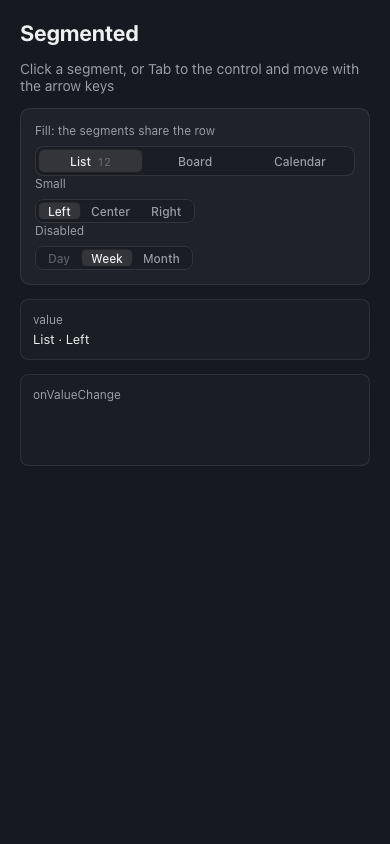 Segmented
Click a segment, or Tab to the control and move with
the arrow keys
Fill: the segments share the row
List 12 Board Calendar
Small
Left Center Right
Disabled
Day Week Month
value
List · Left
onValueChange